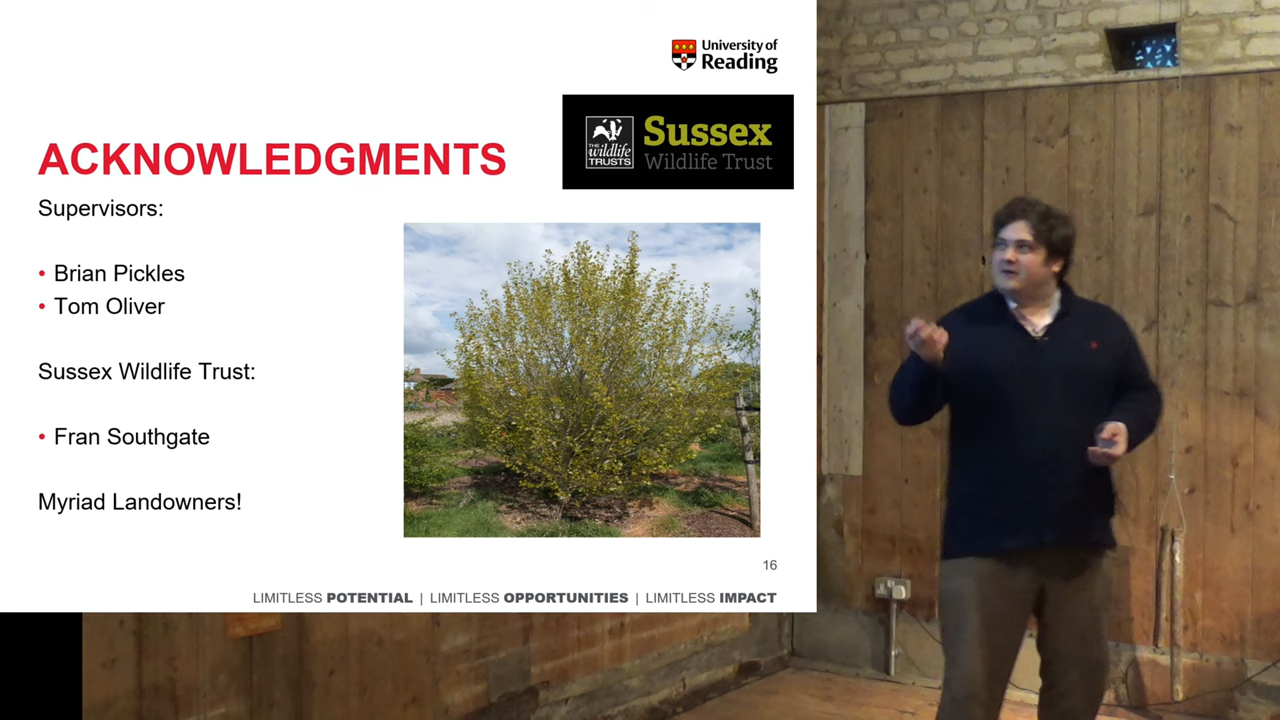 University of
Reading
THE
wildlife
TRUSTS
Sussex
Wildlife Trust
ACKNOWLEDGMENTS
Supervisors:
• Brian Pickles
• Tom Oliver
Sussex Wildlife Trust:
• Fran Southgate
Myriad Landowners!
16
LIMITLESS POTENTIAL | LIMITLESS OPPORTUNITIES | LIMITLESS IMPACT